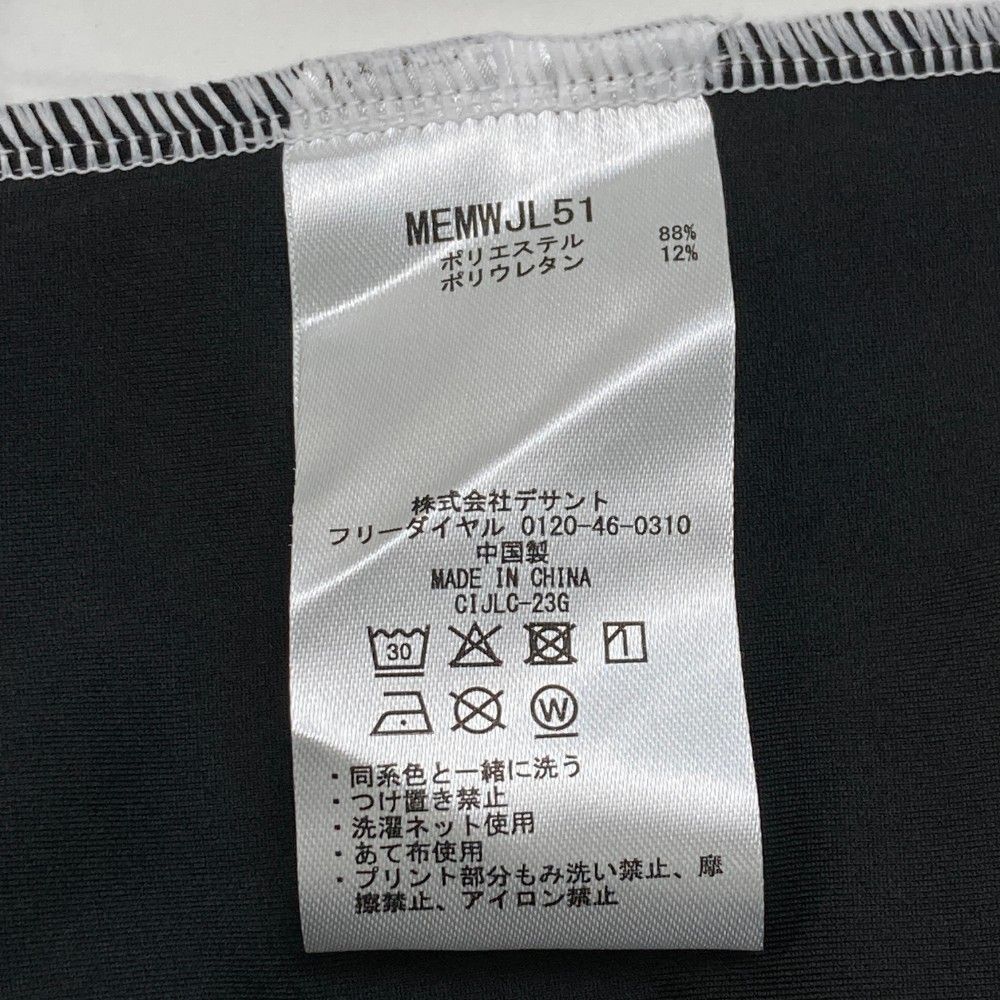 MEMWJL51
ポリエステル 88%
ポリウレタン 12%
株式会社デサント
フリーダイヤル 0120-46-0310
中国製
MADE IN CHINA
CIJLC-23G
30
W
・同系色と一緒に洗う
・つけ置き禁止
・洗濯ネット使用
・あて布使用
・プリント部分もみ洗い禁止、摩
擦禁止、アイロン禁止